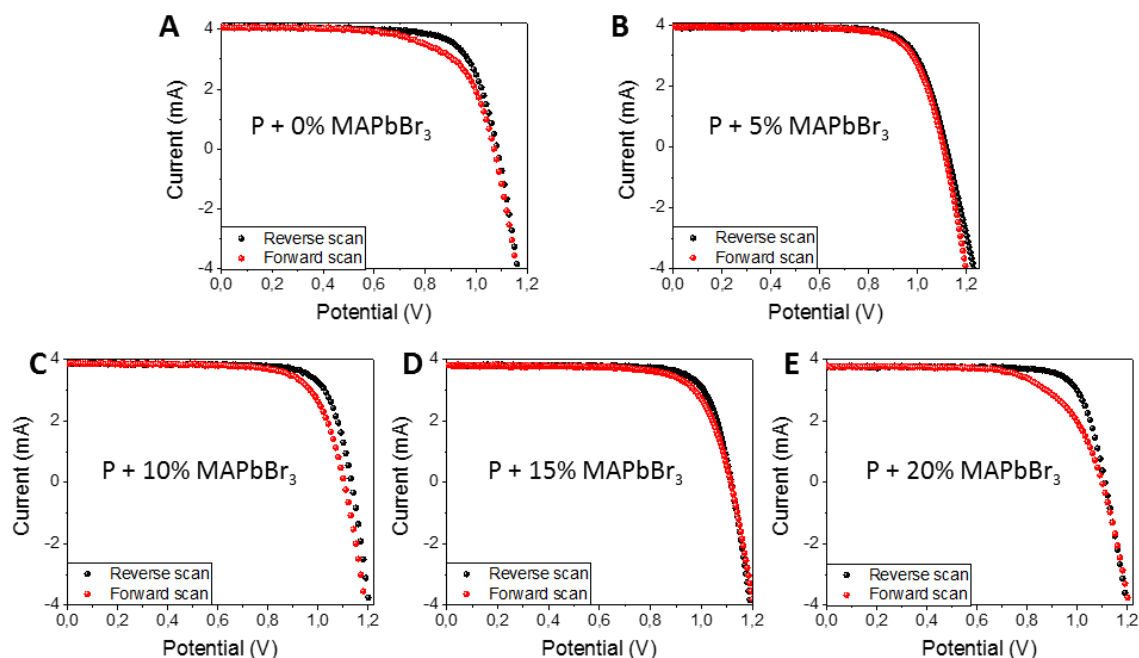 A
Current (mA)
4
2
0
-2
-4
P + 0% MAPbBr₃
Reverse scan
Forward scan
0,0 0,2 0,4 0,6 0,8 1,0 1,2
Potential (V)
B
Current (mA)
4
2
0
-2
-4
P + 5% MAPbBr₃
Reverse scan
Forward scan
0,0 0,2 0,4 0,6 0,8 1,0 1,2
Potential (V)
C
Current (mA)
4
2
0
-2
-4
P + 10% MAPbBr₃
Reverse scan
Forward scan
0,0 0,2 0,4 0,6 0,8 1,0 1,2
Potential (V)
D
Current (mA)
4
2
0
-2
-4
P + 15% MAPbBr₃
Reverse scan
Forward scan
0,0 0,2 0,4 0,6 0,8 1,0 1,2
Potential (V)
E
Current (mA)
4
2
0
-2
-4
P + 20% MAPbBr₃
Reverse scan
Forward scan
0,0 0,2 0,4 0,6 0,8 1,0 1,2
Potential (V)